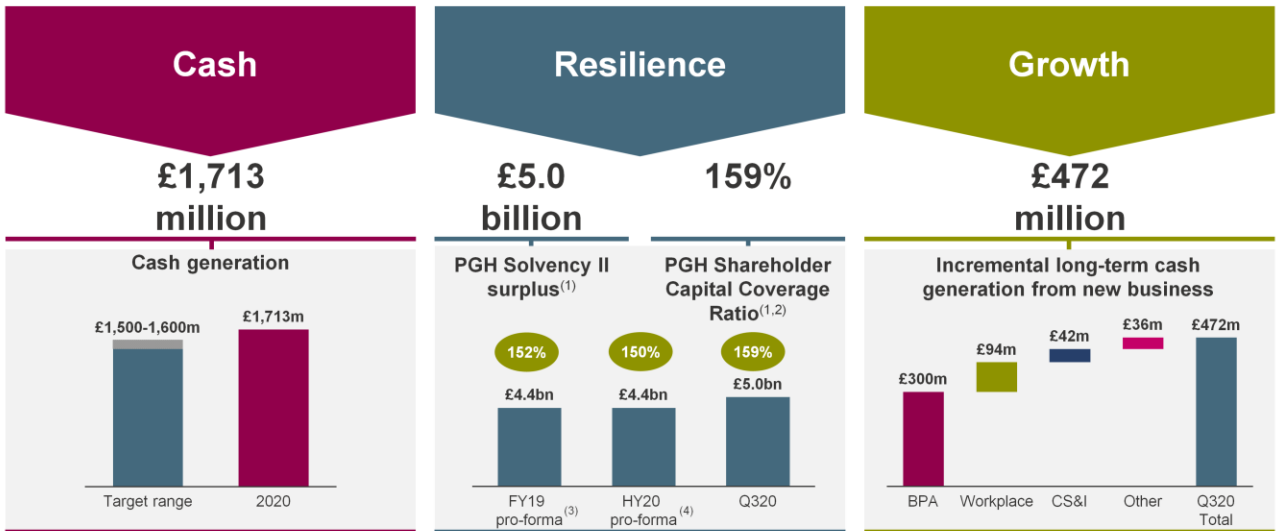 Cash
£1,713
million
Cash generation
£1,500-1,600m
£1,713m
Target range
2020
Resilience
£5.0
billion
159%
PGH Solvency II
surplus(1)
PGH Shareholder
Capital Coverage
Ratio(1,2)
152%
150%
159%
£4.4bn
£4.4bn
£5.0bn
FY19
pro-forma(3)
HY20
pro-forma(4)
Q320
Growth
£472
million
Incremental long-term cash
generation from new business
£300m
£94m
£42m
£36m
£472m
BPA
Workplace
CS&I
Other
Q320
Total